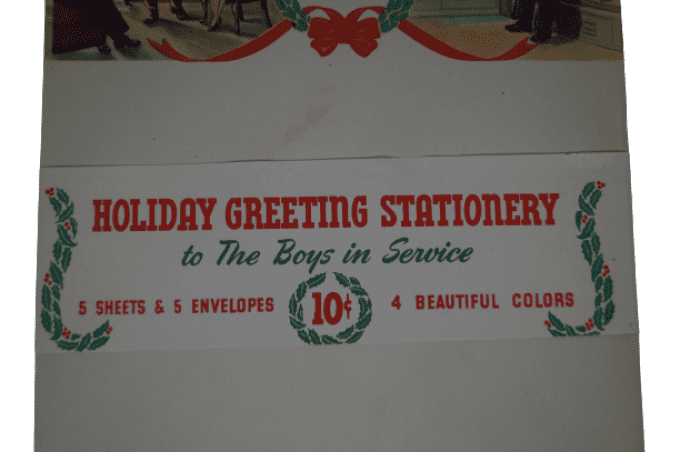 HOLIDAY GREETING STATIONERY
to The Boys in Service
5 SHEETS & 5 ENVELOPES 10¢ 4 BEAUTIFUL COLORS